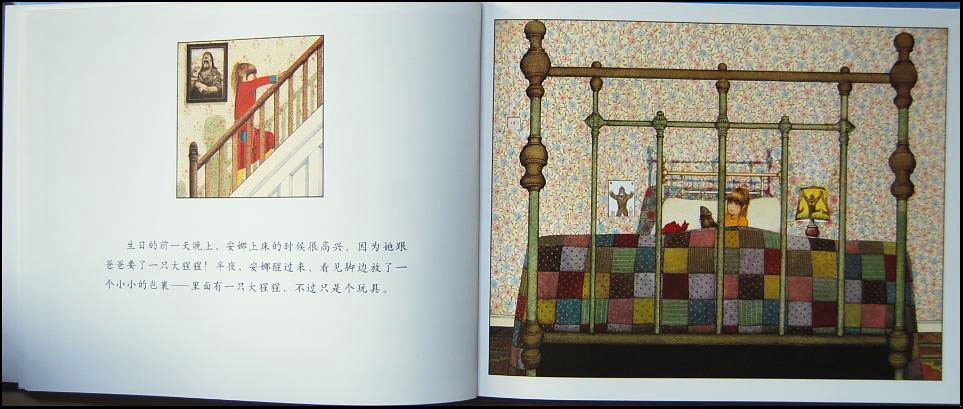 生日的前一天晚上，安娜上床的时候很高兴，因为她跟
爸爸要了一只大猩猩！半夜，安娜醒过来，看见脚边放了一
个小小的包裹——里面有一只大猩猩，不过只是个玩具。